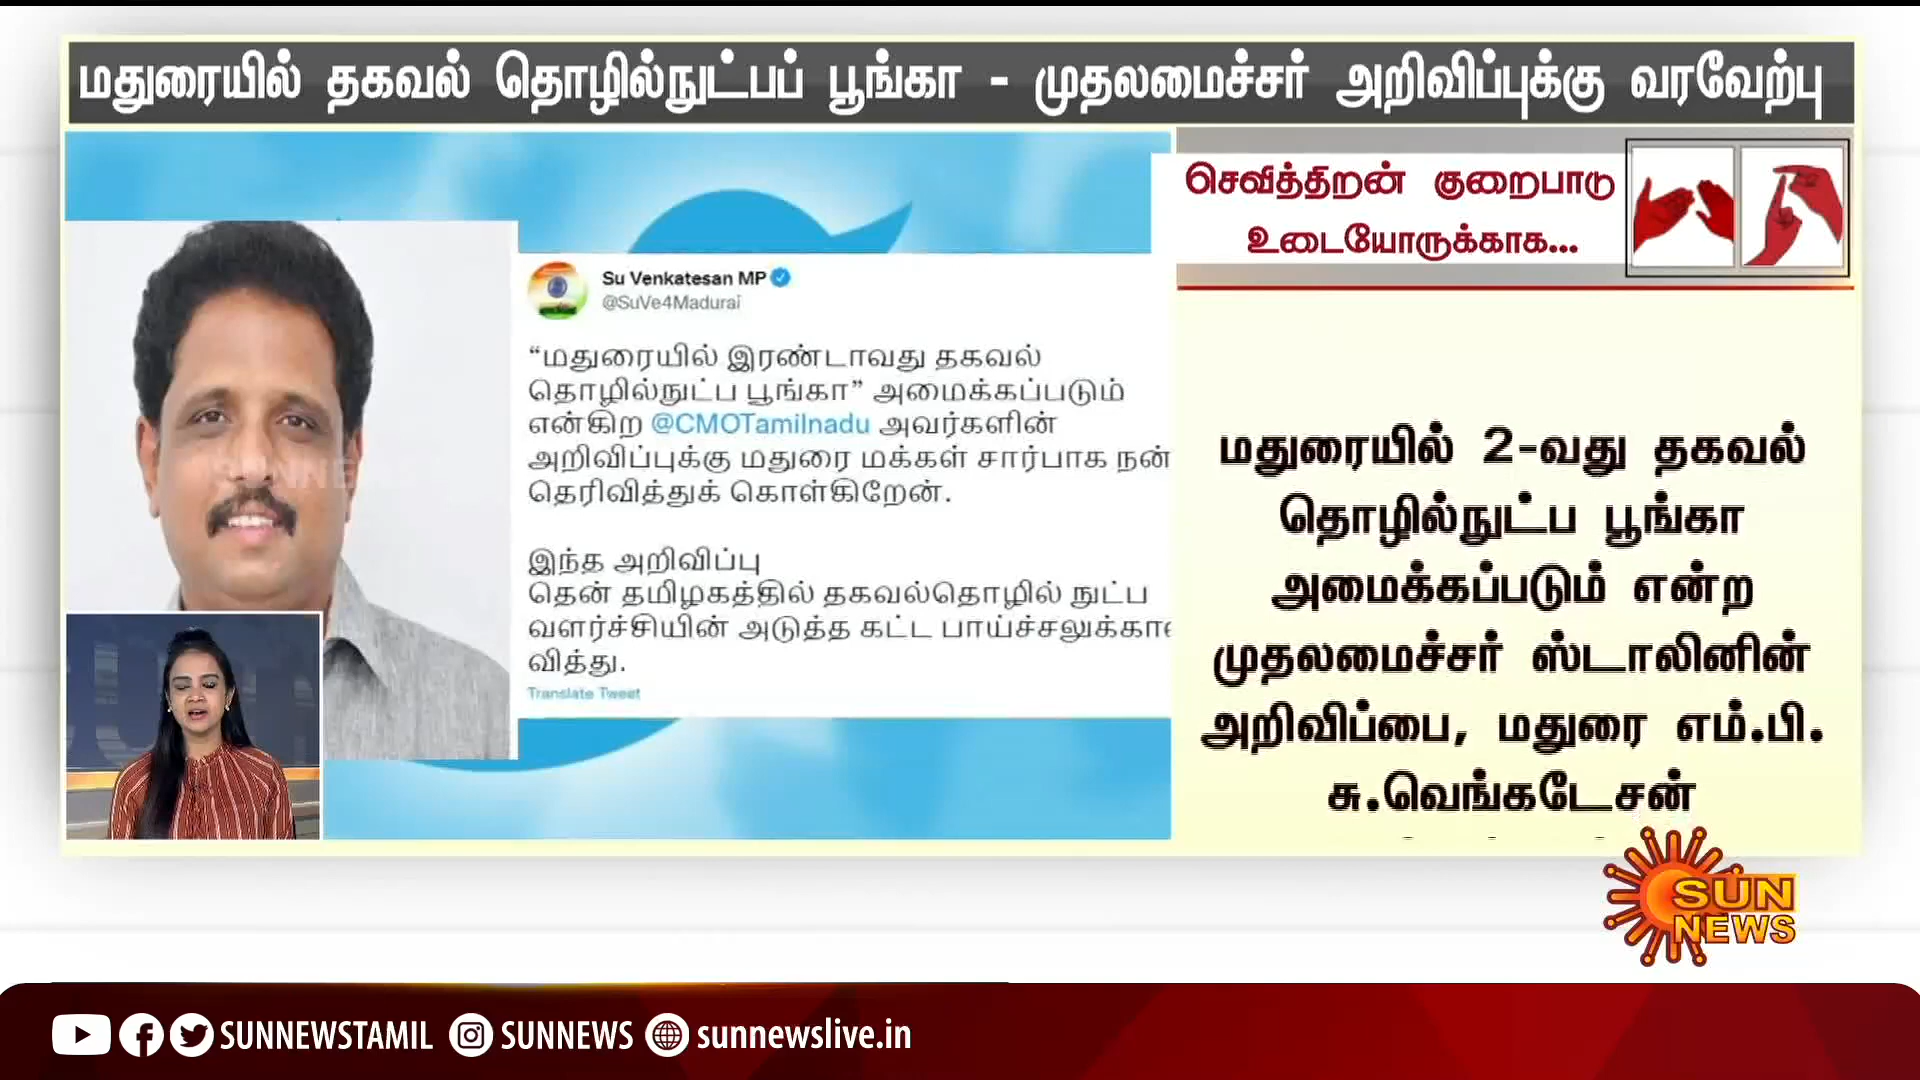 மதுரையில் தகவல் தொழில்நுட்பப் பூங்கா - முதலமைச்சர் அறிவிப்புக்கு வரவேற்பு
செவித்திறன் குறைபாடு
உடையோருக்காக...
Su Venkatesan MP
@SuVe4Madurai
“மதுரையில் இரண்டாவது தகவல்
தொழில்நுட்ப பூங்கா” அமைக்கப்படும்
என்கிற @CMOTamilnadu அவர்களின்
அறிவிப்புக்கு மதுரை மக்கள் சார்பாக நன்
தெரிவித்துக் கொள்கிறேன்.
இந்த அறிவிப்பு
தென் தமிழகத்தில் தகவல்தொழில் நுட்ப
வளர்ச்சியின் அடுத்த கட்ட பாய்ச்சலுக்கா
வித்து.
Translate Tweet
மதுரையில் 2-வது தகவல்
தொழில்நுட்ப பூங்கா
அமைக்கப்படும் என்ற
முதலமைச்சர் ஸ்டாலினின்
அறிவிப்பை, மதுரை எம்.பி.
சு.வெங்கடேசன்
SUN
NEWS
SUNNEWSTAMIL SUNNEWS sunnewslive.in